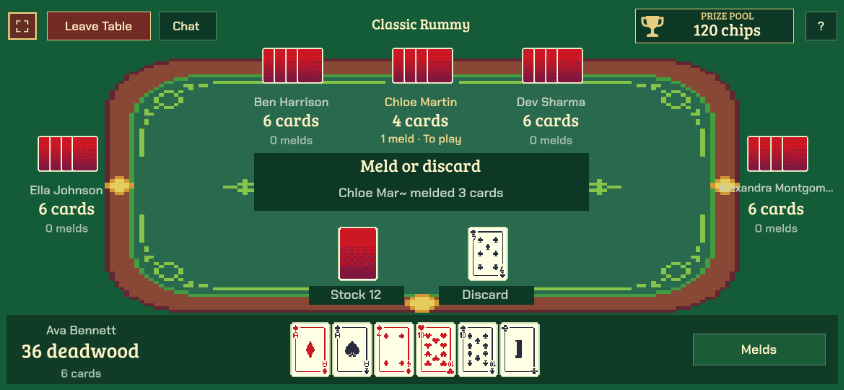 Leave Table
Chat
Classic Rummy
PRIZE POOL
120 chips
?
Ben Harrison
6 cards
0 melds
Chloe Martin
4 cards
1 meld · To play
Dev Sharma
6 cards
0 melds
Ella Johnson
6 cards
0 melds
Meld or discard
Chloe Mar~ melded 3 cards
6 cards
0 melds
Stock 12
Discard
Ava Bennett
36 deadwood
6 cards
Melds